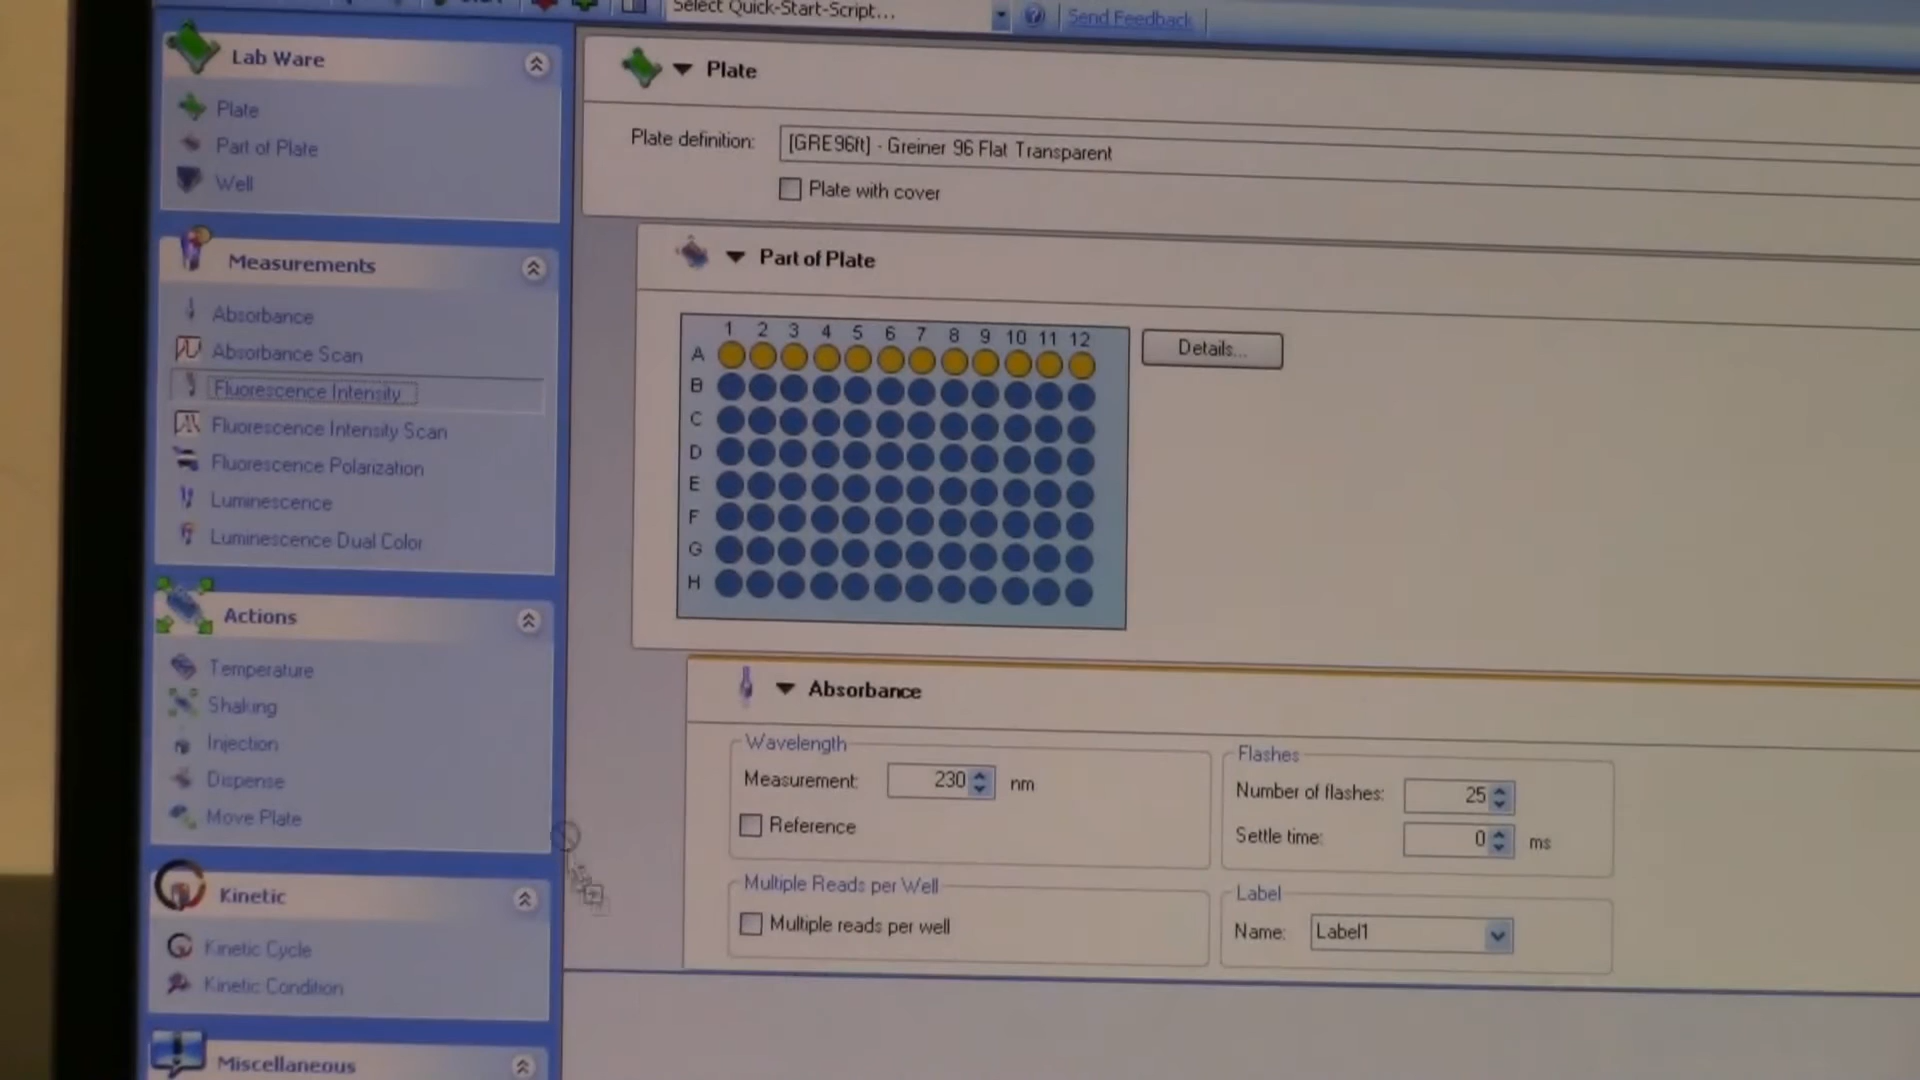 Select Quick-Start-Script...
Send Feedback
Lab Ware
Plate
Part of Plate
Well
Measurements
Absorbance
Absorbance Scan
Fluorescence Intensity
Fluorescence Intensity Scan
Fluorescence Polarization
Luminescence
Luminescence Dual Color
Actions
Temperature
Shaking
Injection
Dispense
Move Plate
Kinetic
Kinetic Cycle
Kinetic Condition
Miscellaneous
Plate
Plate definition: [GRE96ft] - Greiner 96 Flat Transparent
Plate with cover
Part of Plate
1 2 3 4 5 6 7 8 9 10 11 12
A
B
C
D
E
F
G
H
Details...
Absorbance
Wavelength
Measurement: 230 nm
Reference
Flashes
Number of flashes: 25
Settle time: 0 ms
Multiple Reads per Well
Multiple reads per well
Label
Name: Label1